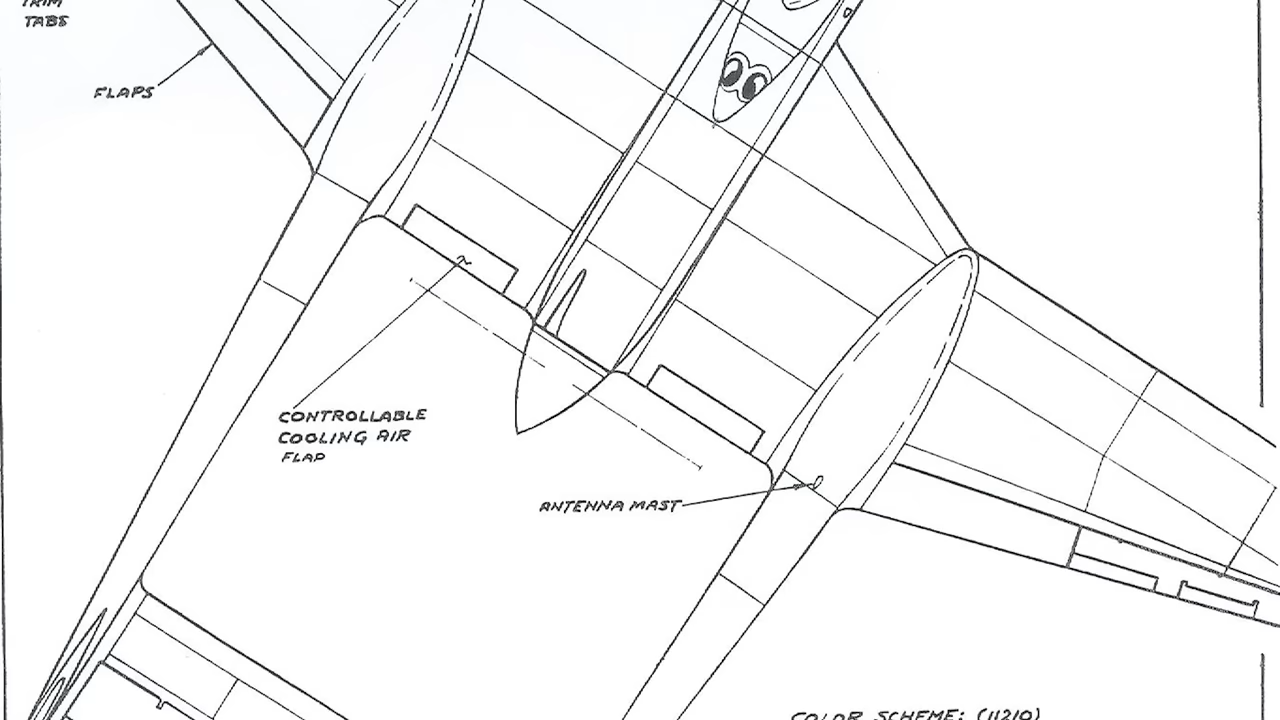 TRIM
TABS
FLAPS
CONTROLLABLE
COOLING AIR
FLAP
ANTENNA MAST
COLOR SCHEME: (11210)